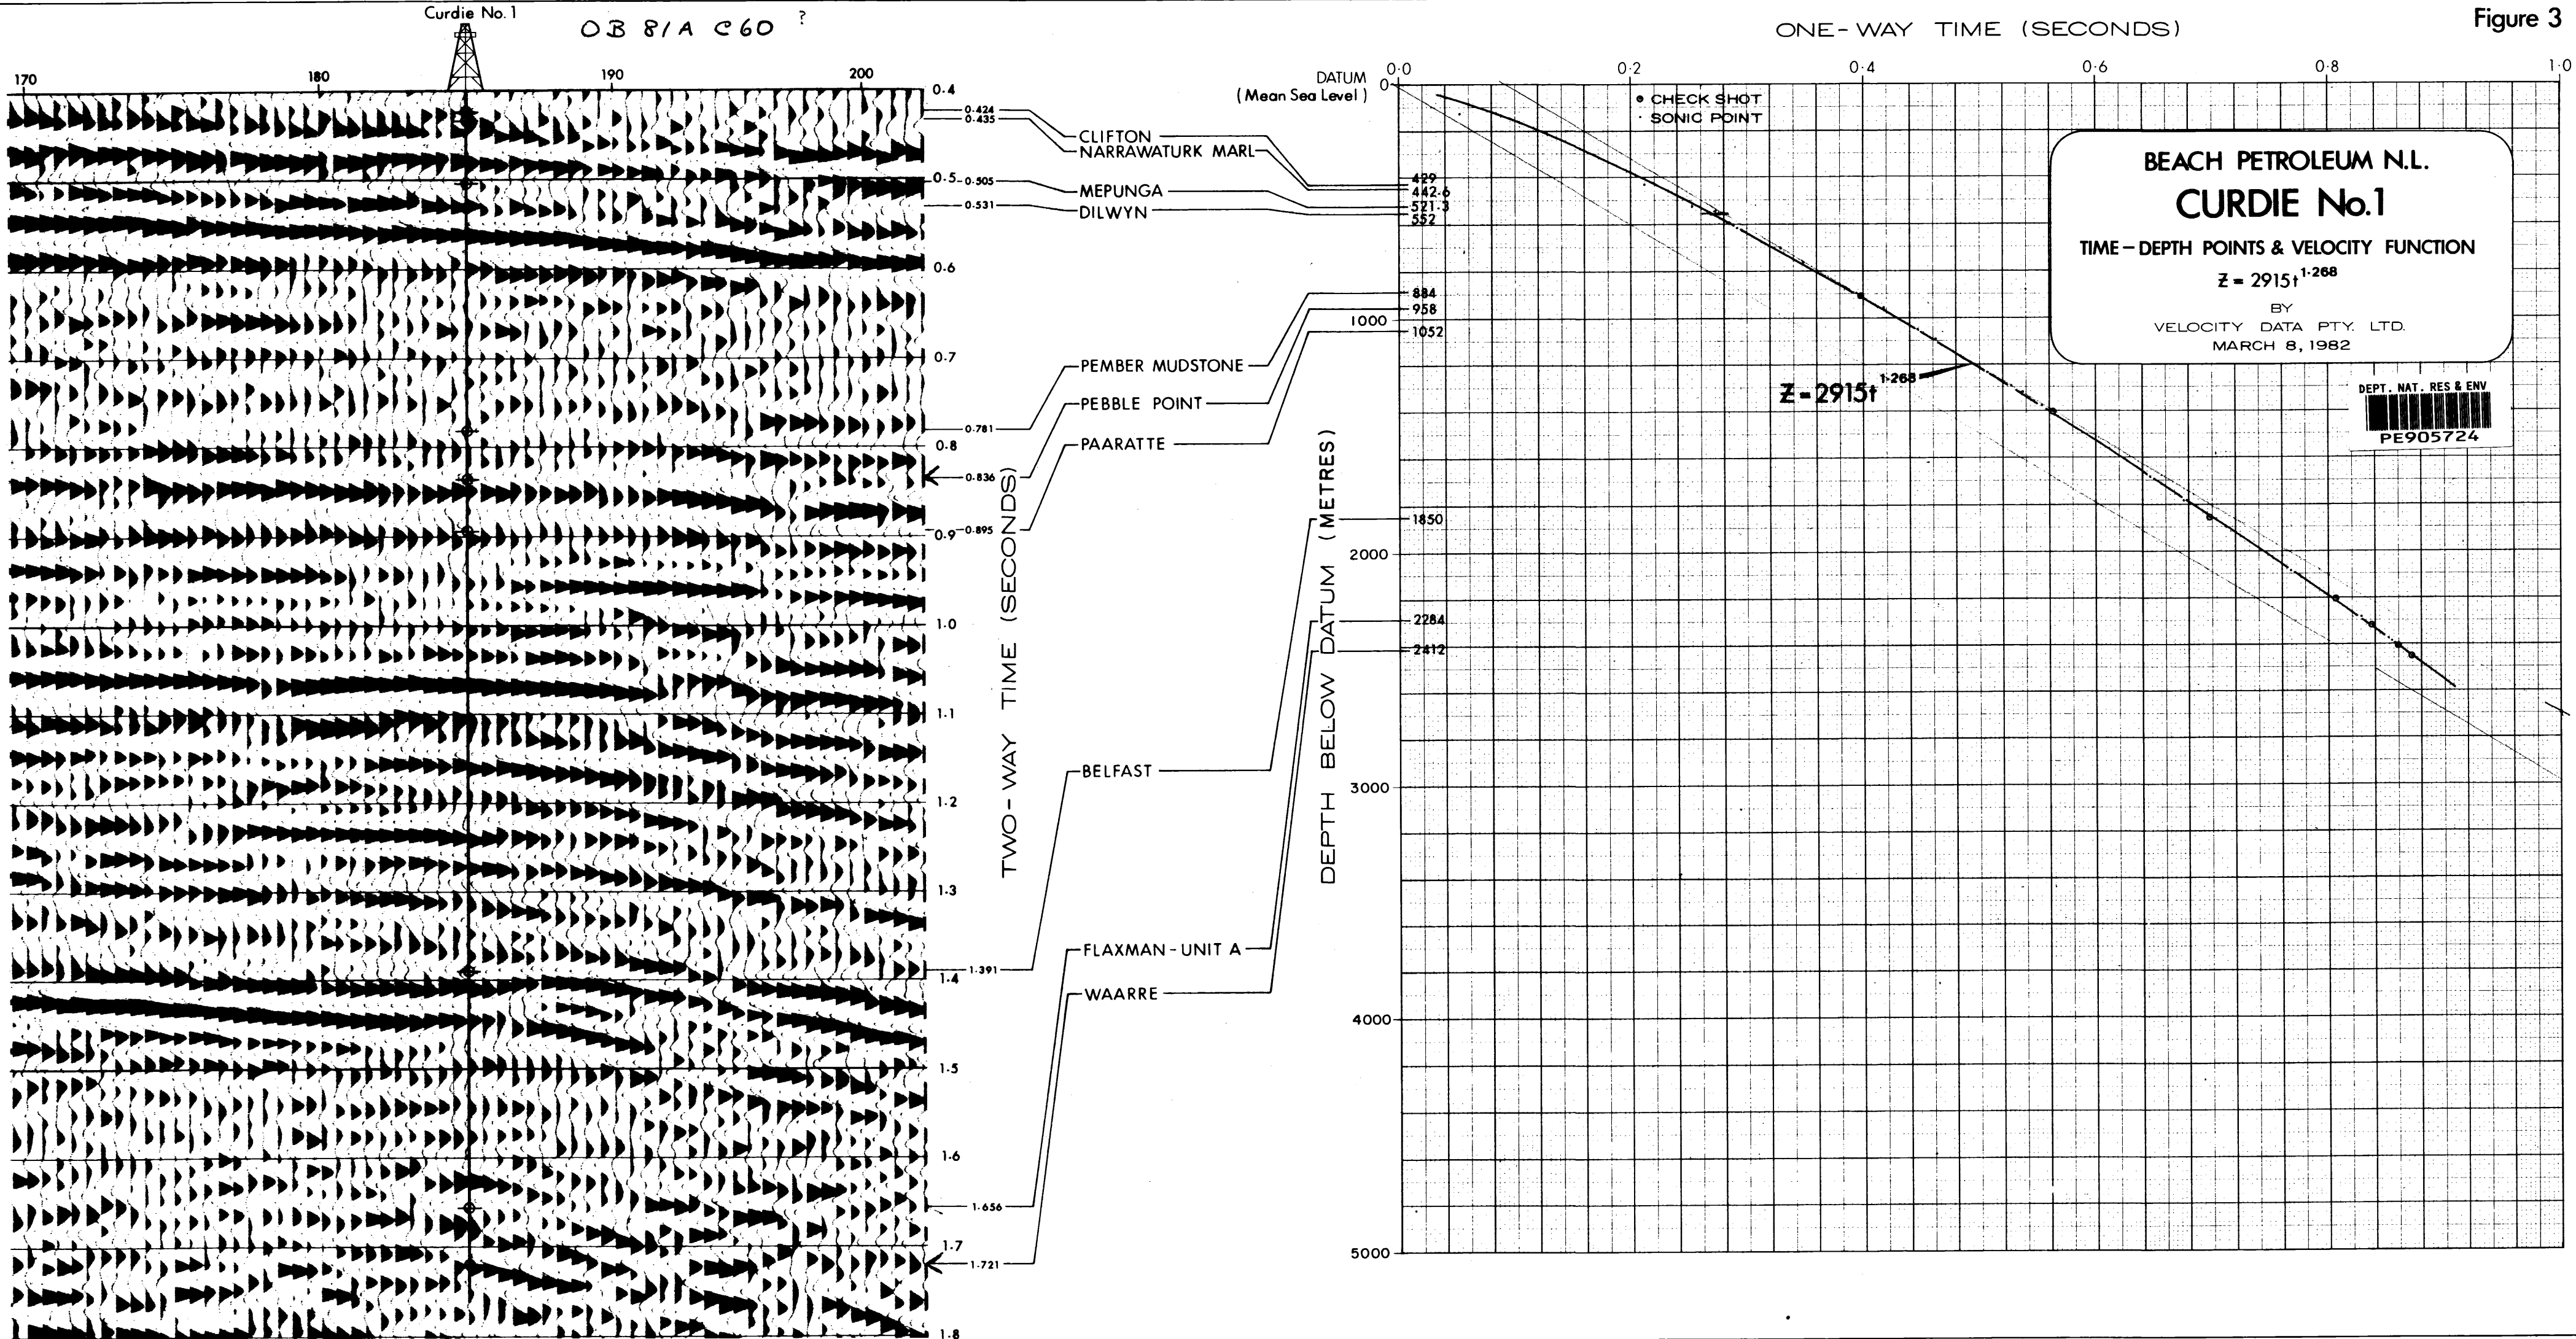 Curdie No.1
OB 81A C60 ?
170 180 190 200
0·4
0·424
0·435
0·5
0·505
0·531
0·6
0·7
0·781
0·8
0·836
0·895
0·9
1·0
1·1
1·2
1·3
1·391
1·4
1·5
1·6
1·656
1·7
1·721
1·8
TWO-WAY TIME (SECONDS)
CLIFTON
NARRAWATURK MARL
MEPUNGA
DILWYN
PEMBER MUDSTONE
PEBBLE POINT
PAARATTE
BELFAST
FLAXMAN-UNIT A
WAARRE
Figure 3
ONE-WAY TIME (SECONDS)
0·0 0·2 0·4 0·6 0·8 1·0
DATUM
(Mean Sea Level)
0
429
442·6
521·3
552
884
958
1000
1052
1850
2000
2284
2412
3000
4000
5000
DEPTH BELOW DATUM (METRES)
CHECK SHOT
· SONIC POINT
Z = 2915t^1·268
BEACH PETROLEUM N.L.
CURDIE No.1
TIME-DEPTH POINTS & VELOCITY FUNCTION
Z = 2915t^1·268
BY
VELOCITY DATA PTY. LTD.
MARCH 8, 1982
DEPT. NAT. RES & ENV
PE905724